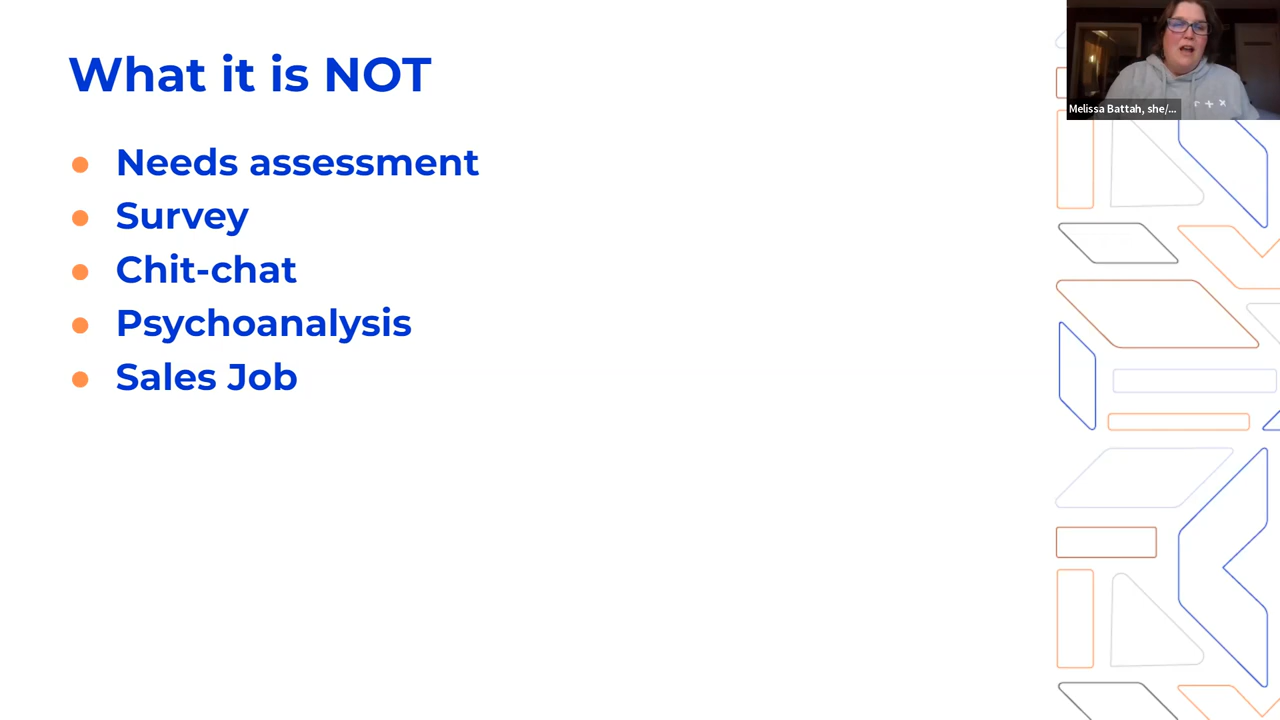 What it is NOT
Needs assessment
Survey
Chit-chat
Psychoanalysis
Sales Job
Melissa Battah, she/...